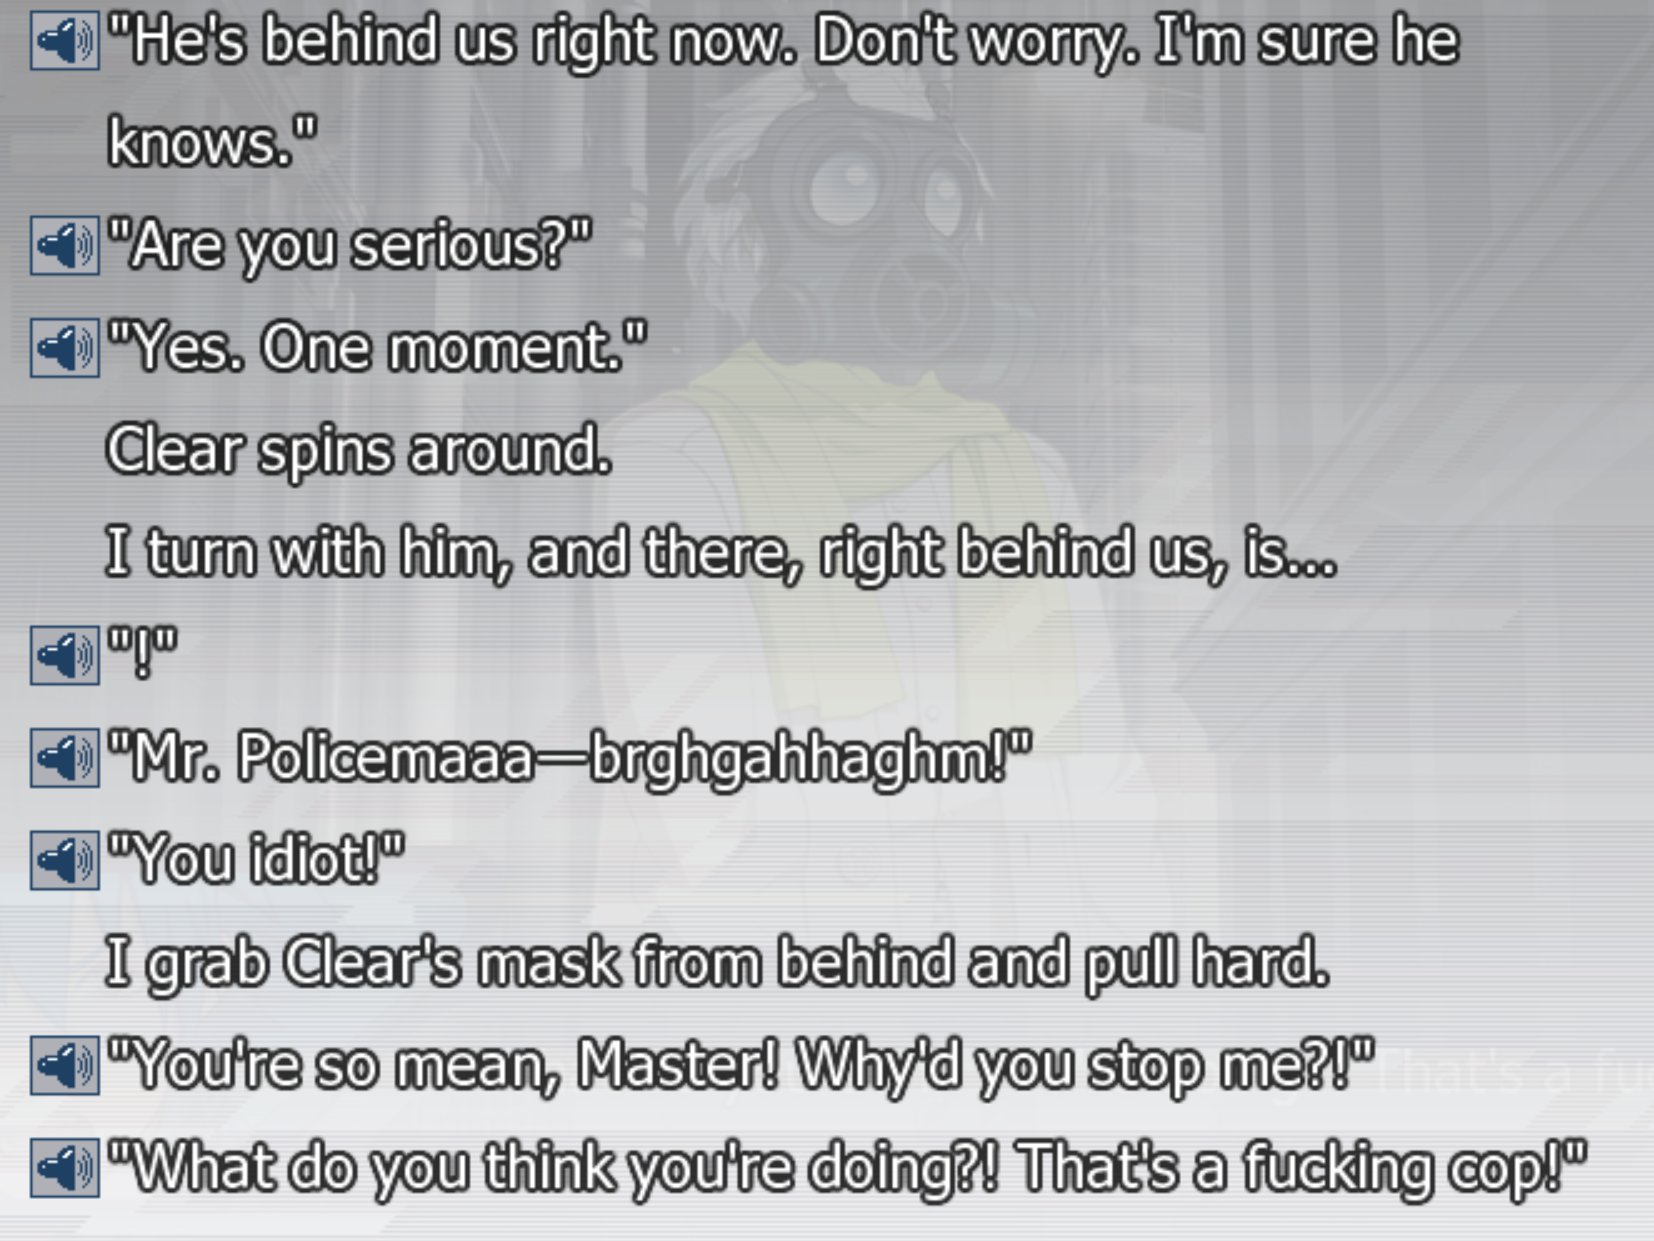 "He's behind us right now. Don't worry. I'm sure he
knows."
"Are you serious?"
"Yes. One moment."
Clear spins around.
I turn with him, and there, right behind us, is...
"!"
"Mr. Policemaaa—brghgahhaghm!"
"You idiot!"
I grab Clear's mask from behind and pull hard.
"You're so mean, Master! Why'd you stop me?!"
That's a fu
"What do you think you're doing?! That's a fucking cop!"